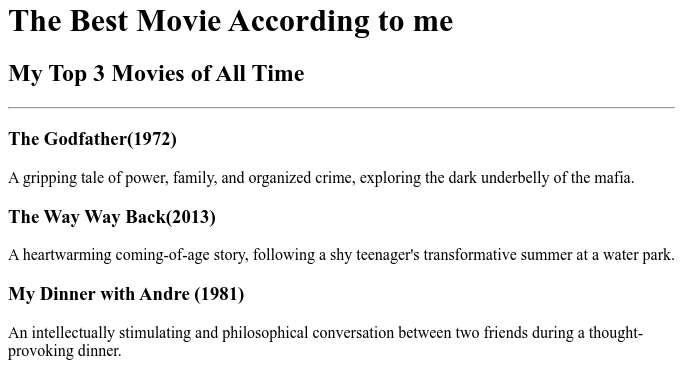 The Best Movie According to me
My Top 3 Movies of All Time
The Godfather(1972)
A gripping tale of power, family, and organized crime, exploring the dark underbelly of the mafia.
The Way Way Back(2013)
A heartwarming coming-of-age story, following a shy teenager's transformative summer at a water park.
My Dinner with Andre (1981)
An intellectually stimulating and philosophical conversation between two friends during a thought-
provoking dinner.